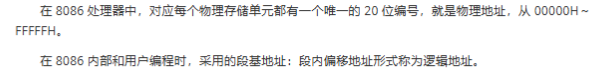 在 8086 处理器中，对应每个物理存储单元都有一个唯一的 20 位编号，就是物理地址，从 00000H～
FFFFFH。
在 8086 内部和用户编程时，采用的段基地址：段内偏移地址形式称为逻辑地址。